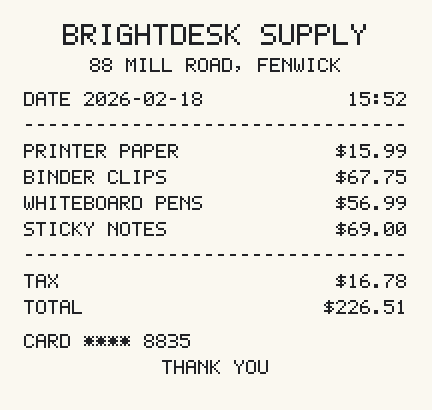 BRIGHTDESK SUPPLY
88 MILL ROAD, FENWICK
DATE 2026-02-18 15:52
--------------------------------
PRINTER PAPER $15.99
BINDER CLIPS $67.75
WHITEBOARD PENS $56.99
STICKY NOTES $69.00
--------------------------------
TAX $16.78
TOTAL $226.51
CARD **** 8835
THANK YOU